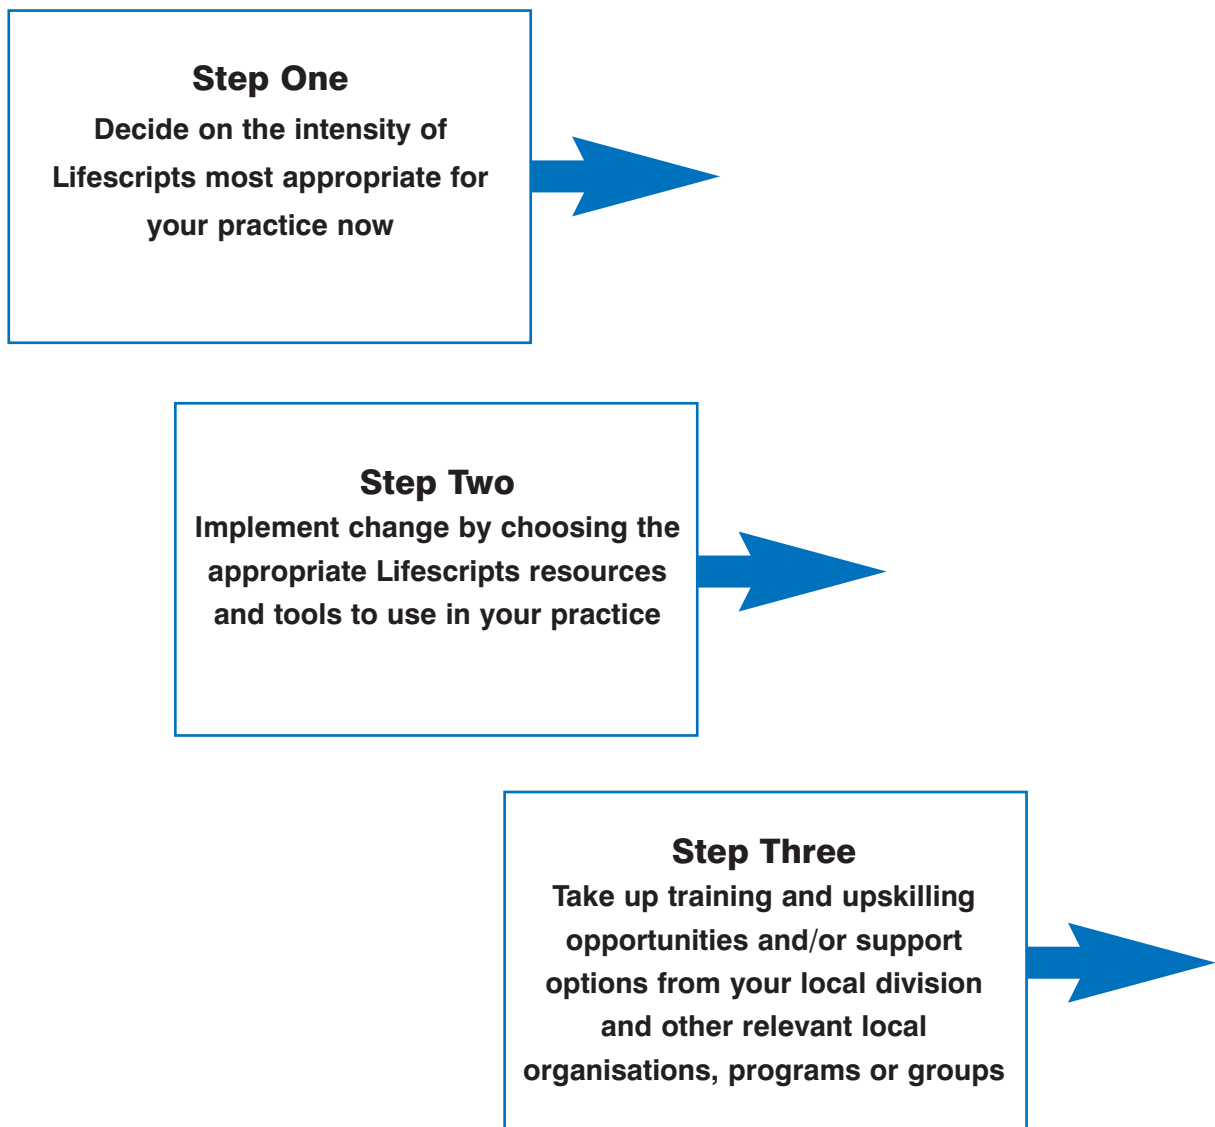 Step One
Decide on the intensity of
Lifescripts most appropriate for
your practice now
Step Two
Implement change by choosing the
appropriate Lifescripts resources
and tools to use in your practice
Step Three
Take up training and upskilling
opportunities and/or support
options from your local division
and other relevant local
organisations, programs or groups